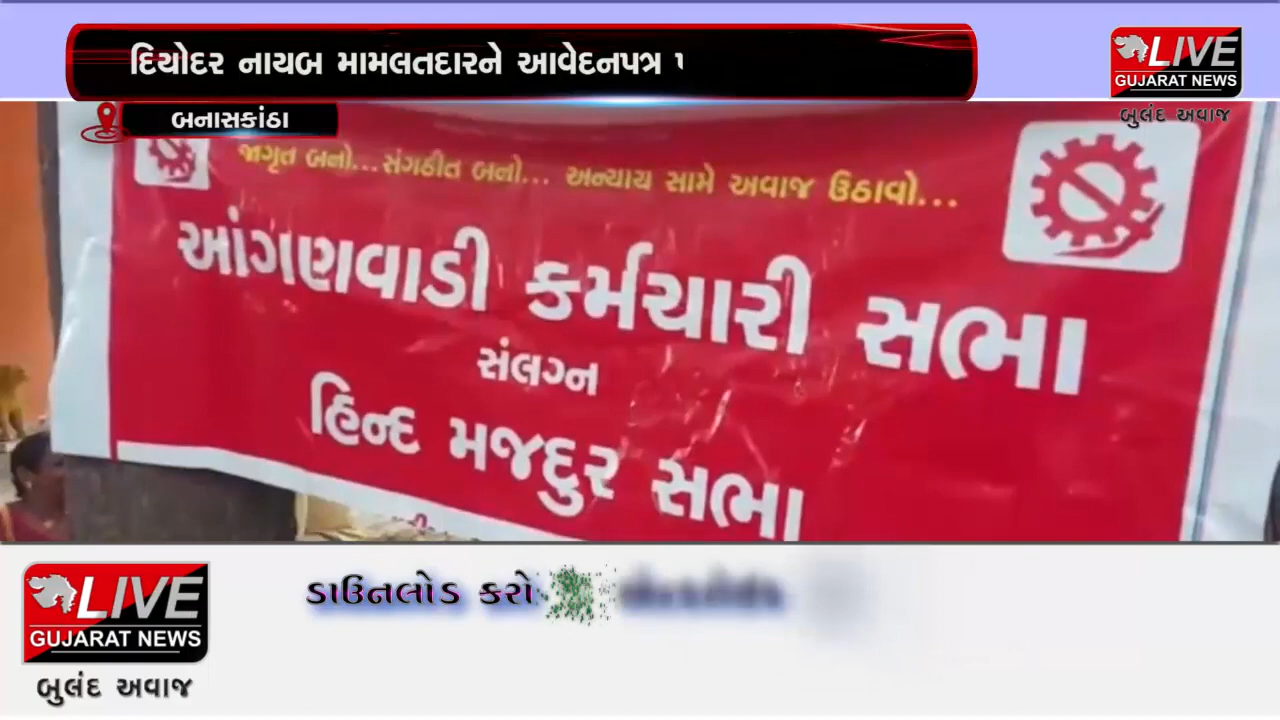 દિયોદર નાયબ મામલતદારને આવેદનપત્ર
LIVE
GUJARAT NEWS
બુલંદ અવાજ
બનાસકાંઠા
જાગૃત બનો...સંગઠીત બનો... અન્યાય સામે અવાજ ઉઠાવો...
આંગણવાડી કર્મચારી સભા
સંલગ્ન
હિન્દ મજદુર સભા
ડાઉનલોડ કરો
LIVE
GUJARAT NEWS
બુલંદ અવાજ